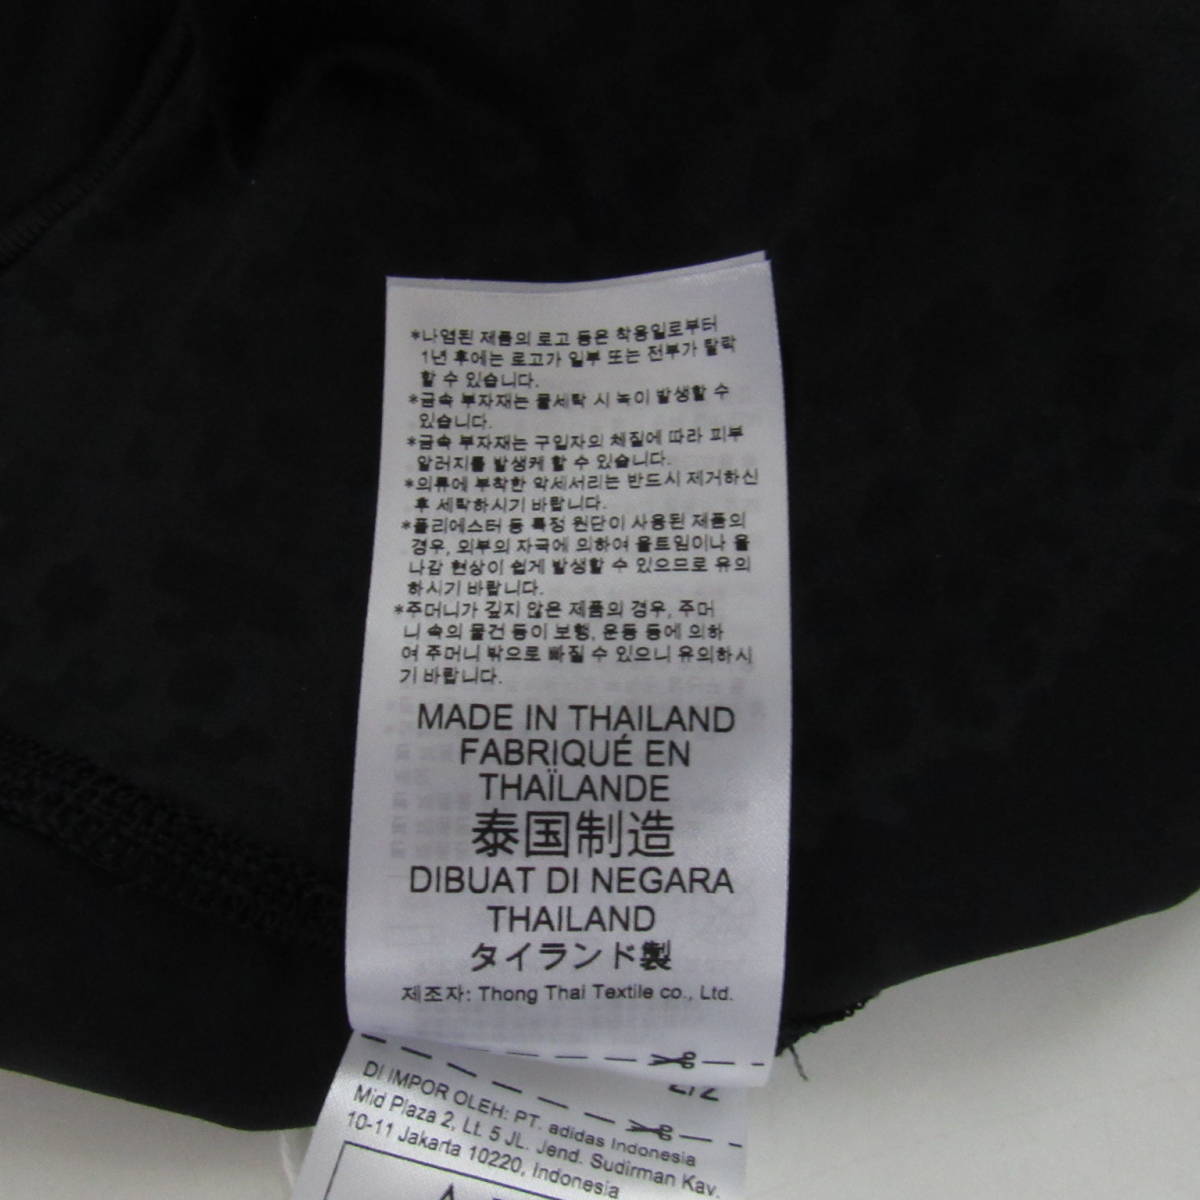 *나염된 제품의 로고 등은 착용일로부터
1년 후에는 로고가 일부 또는 전부가 탈락
할 수 있습니다.
*금속 부자재는 물세탁 시 녹이 발생할 수
있습니다.
*금속 부자재는 구입자의 체질에 따라 피부
알러지를 발생케 할 수 있습니다.
*의류에 부착한 악세서리는 반드시 제거하신
후 세탁하시기 바랍니다.
*폴리에스터 등 특정 원단이 사용된 제품의
경우, 외부의 자극에 의하여 올트임이나 올
나감 현상이 쉽게 발생할 수 있으므로 유의
하시기 바랍니다.
*주머니가 깊지 않은 제품의 경우, 주머
니 속의 물건 등이 보행, 운동 등에 의하
여 주머니 밖으로 빠질 수 있으니 유의하시
기 바랍니다.
MADE IN THAILAND
FABRIQUÉ EN
THAÏLANDE
泰国制造
DIBUAT DI NEGARA
THAILAND
タイランド製
제조자: Thong Thai Textile co., Ltd.
2/2
DI IMPOR OLEH: PT. adidas Indonesia
Mid Plaza 2, Lt. 5 JL. Jend. Sudirman Kav.
10-11 Jakarta 10220, Indonesia